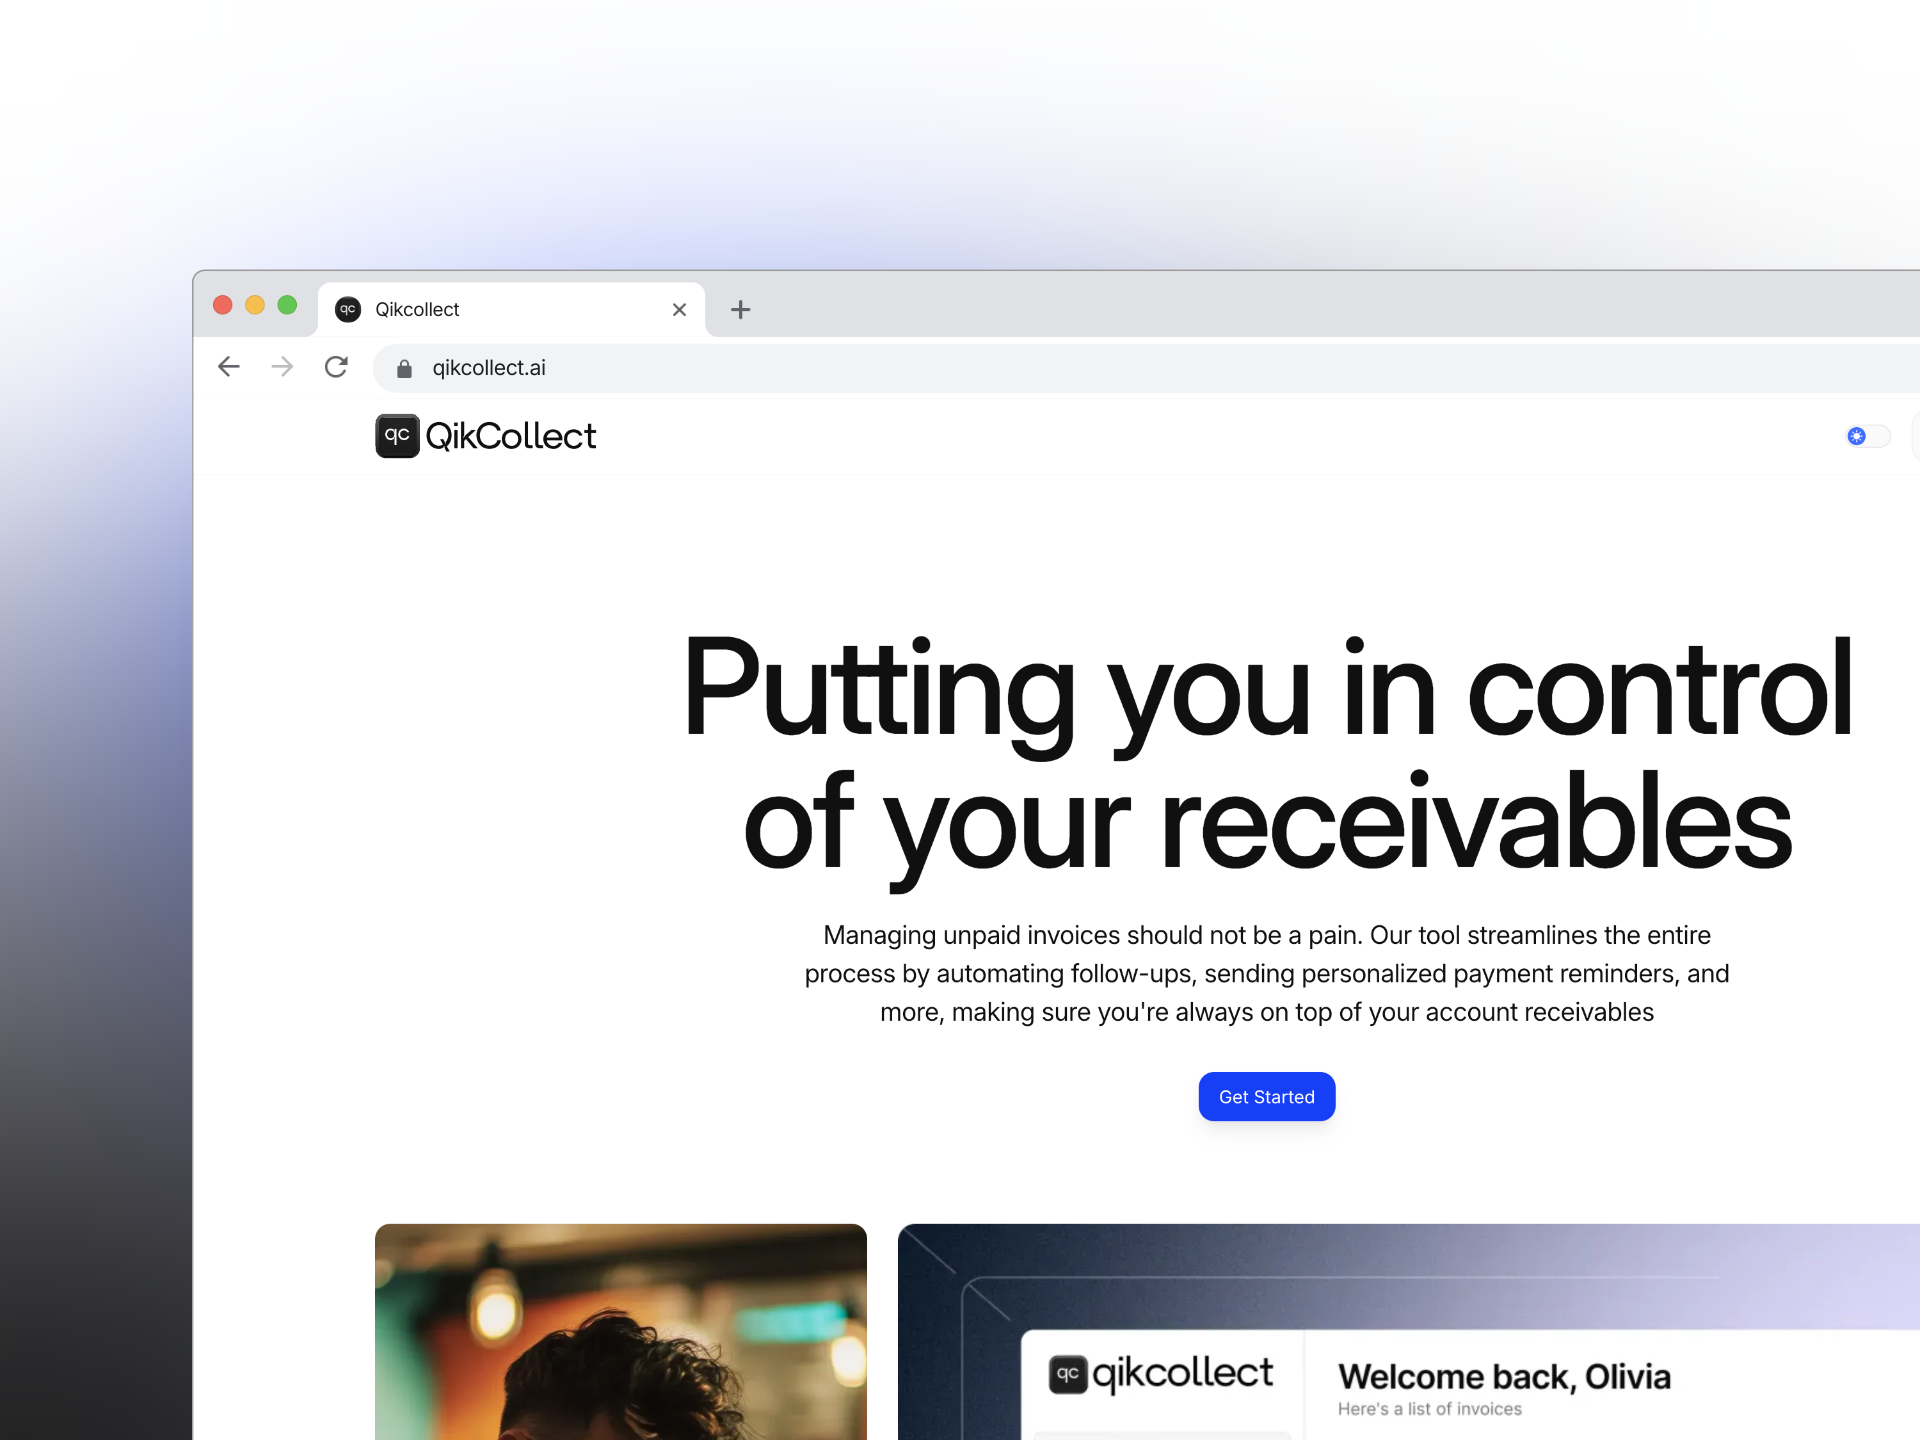 qc Qikcollect
qikcollect.ai
qc QikCollect
Putting you in control
of your receivables
Managing unpaid invoices should not be a pain. Our tool streamlines the entire
process by automating follow-ups, sending personalized payment reminders, and
more, making sure you're always on top of your account receivables
Get Started
qc qikcollect
Welcome back, Olivia
Here's a list of invoices